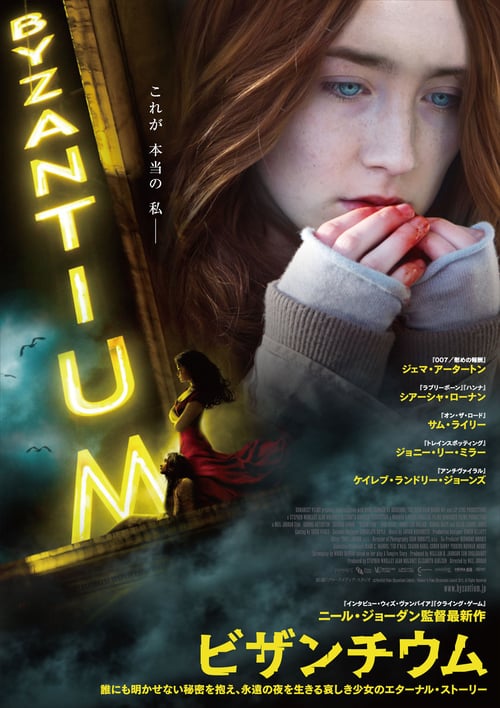 BYZANTIUM
これが 本当の 私──
『007／慰めの報酬』
ジェマ・アータートン
『ラブリーボーン』『ハンナ』
シアーシャ・ローナン
『オン・ザ・ロード』
サム・ライリー
『トレインスポッティング』
ジョニー・リー・ミラー
『アンチヴァイラル』
ケイレブ・ランドリー・ジョーンズ
www.byzantium.jp
『インタビュー・ウィズ・ヴァンパイア』『クライング・ゲーム』
ニール・ジョーダン監督最新作
ビザンチウム
誰にも明かせない秘密を抱え、永遠の夜を生きる哀しき少女のエターナル・ストーリー